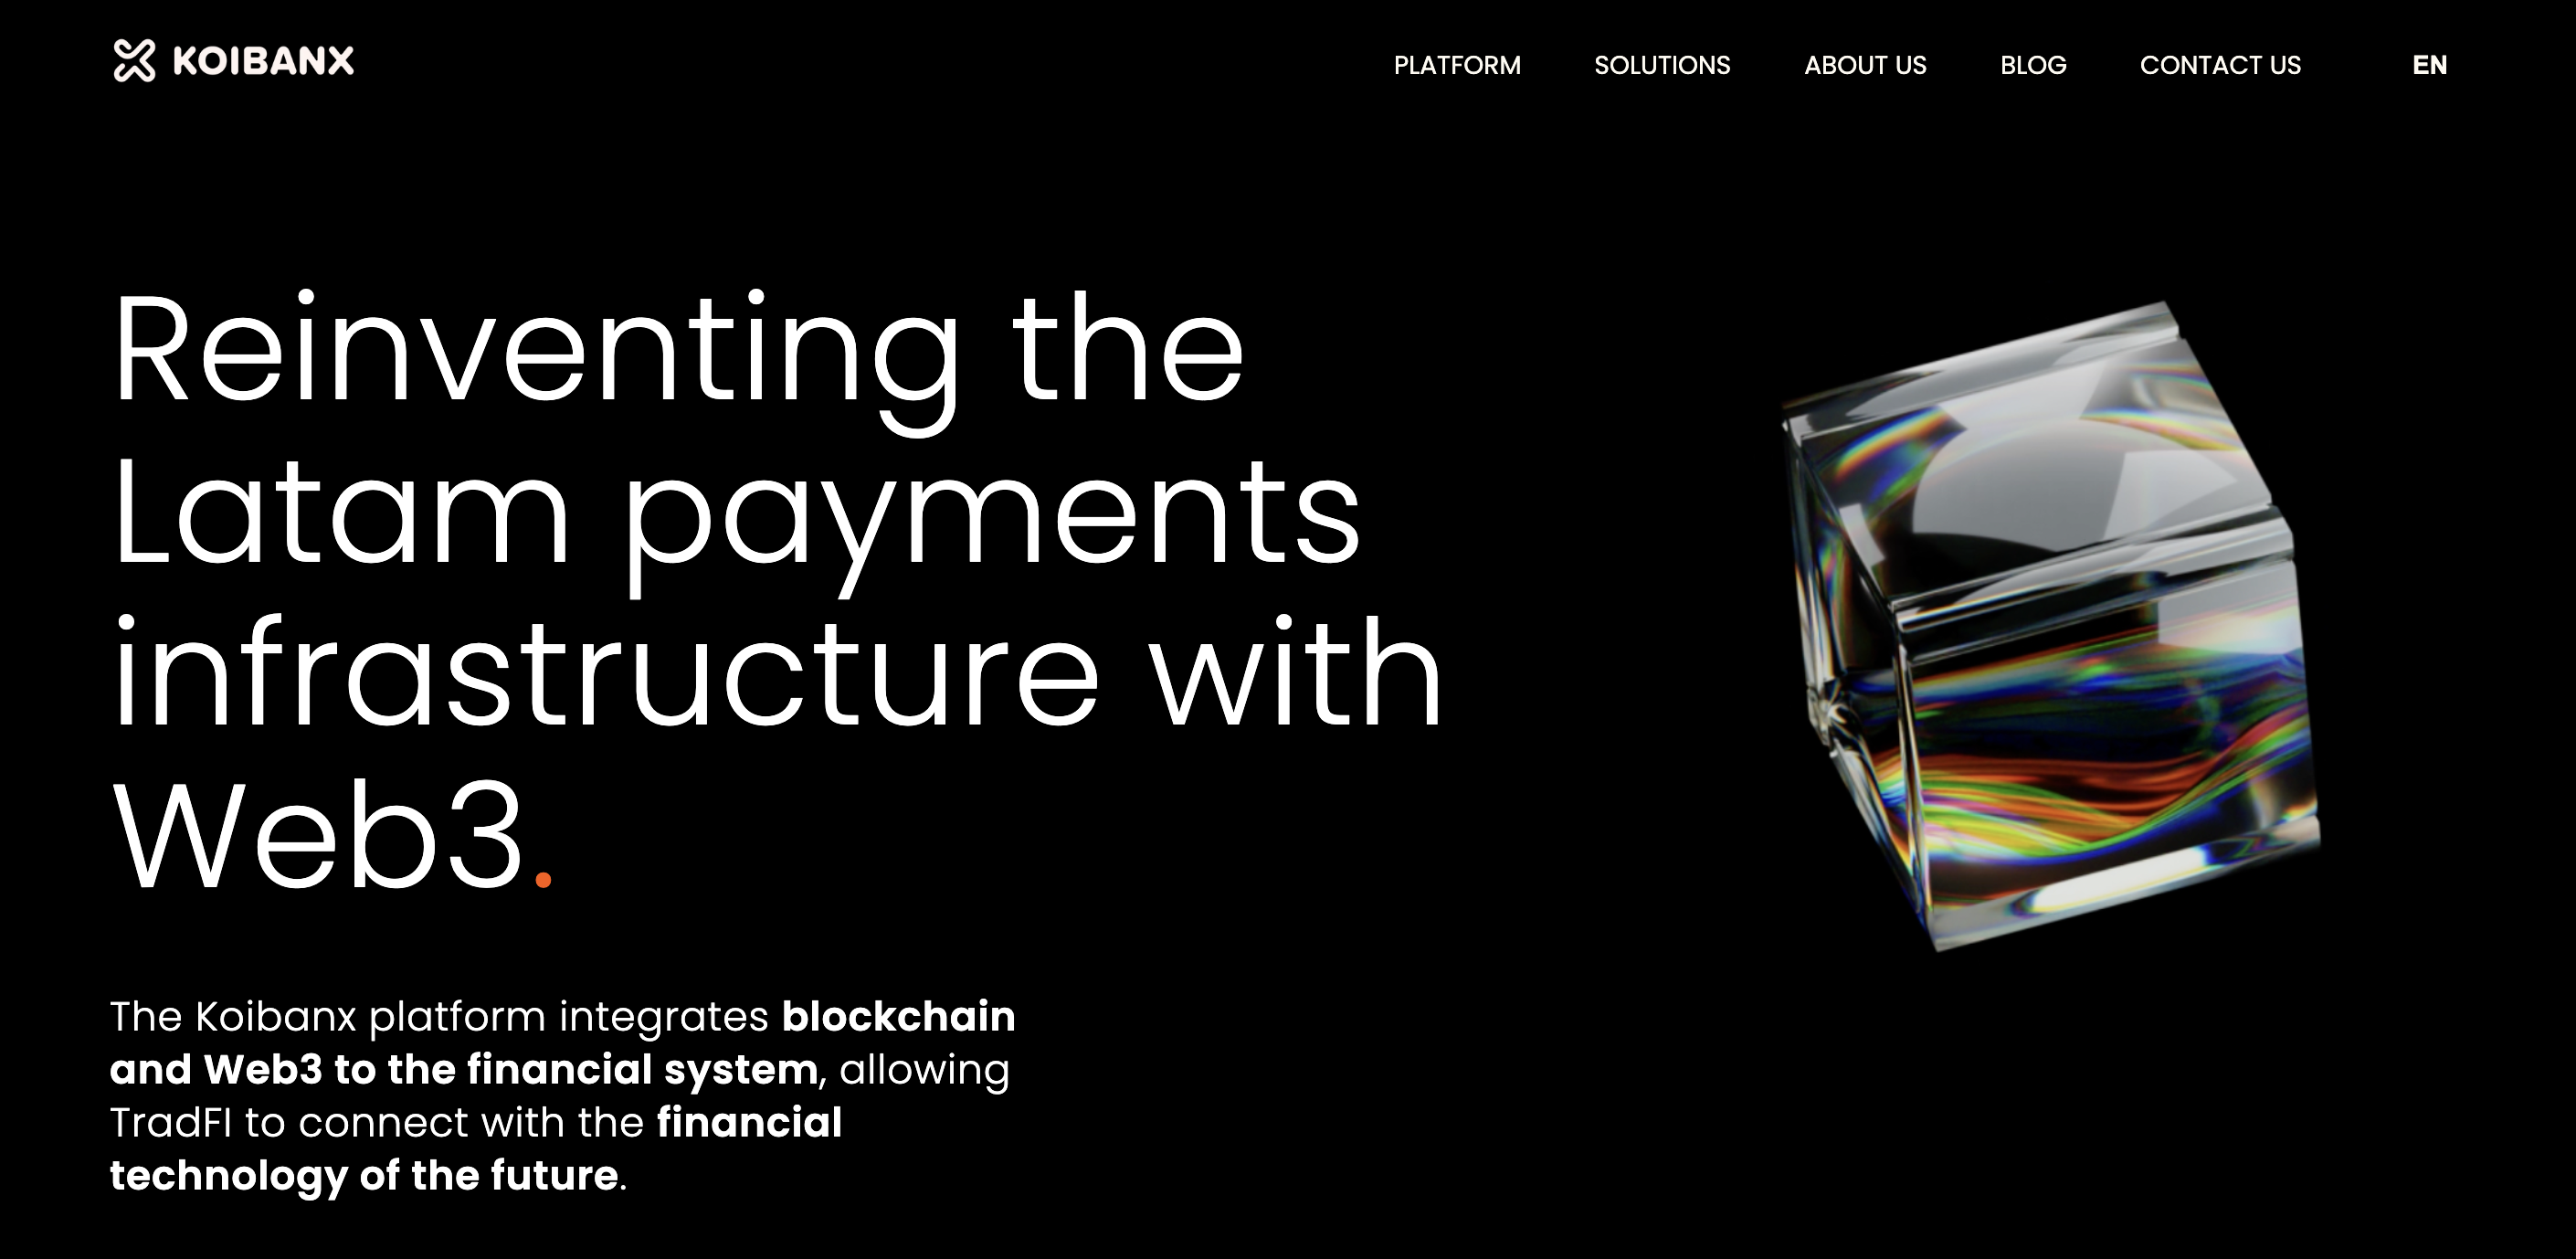 KOIBANX
PLATFORM SOLUTIONS ABOUT US BLOG CONTACT US EN
Reinventing the
Latam payments
infrastructure with
Web3.
The Koibanx platform integrates blockchain
and Web3 to the financial system, allowing
TradFI to connect with the financial
technology of the future.